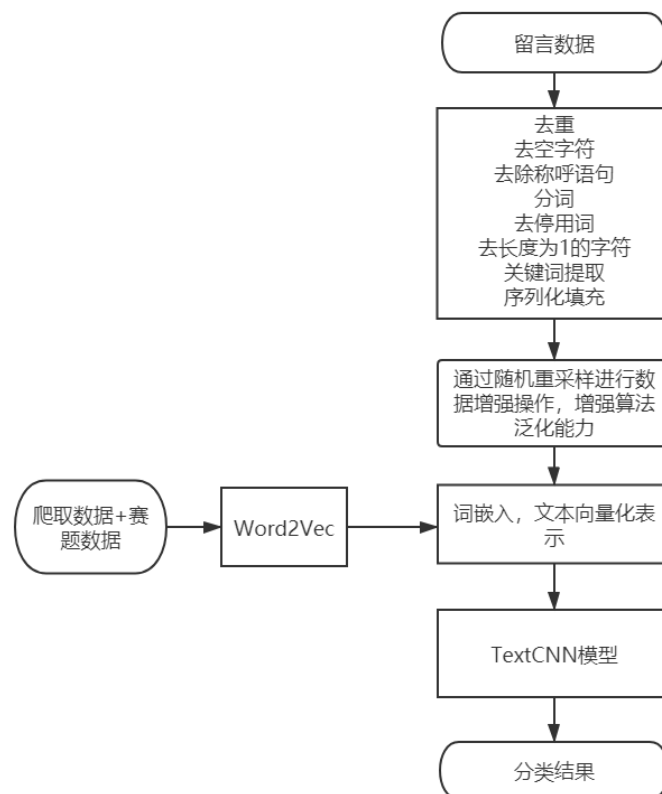 留言数据
去重
去空字符
去除称呼语句
分词
去停用词
去长度为1的字符
关键词提取
序列化填充
通过随机重采样进行数
据增强操作，增强算法
泛化能力
爬取数据+赛
题数据
Word2Vec
词嵌入，文本向量化表
示
TextCNN模型
分类结果